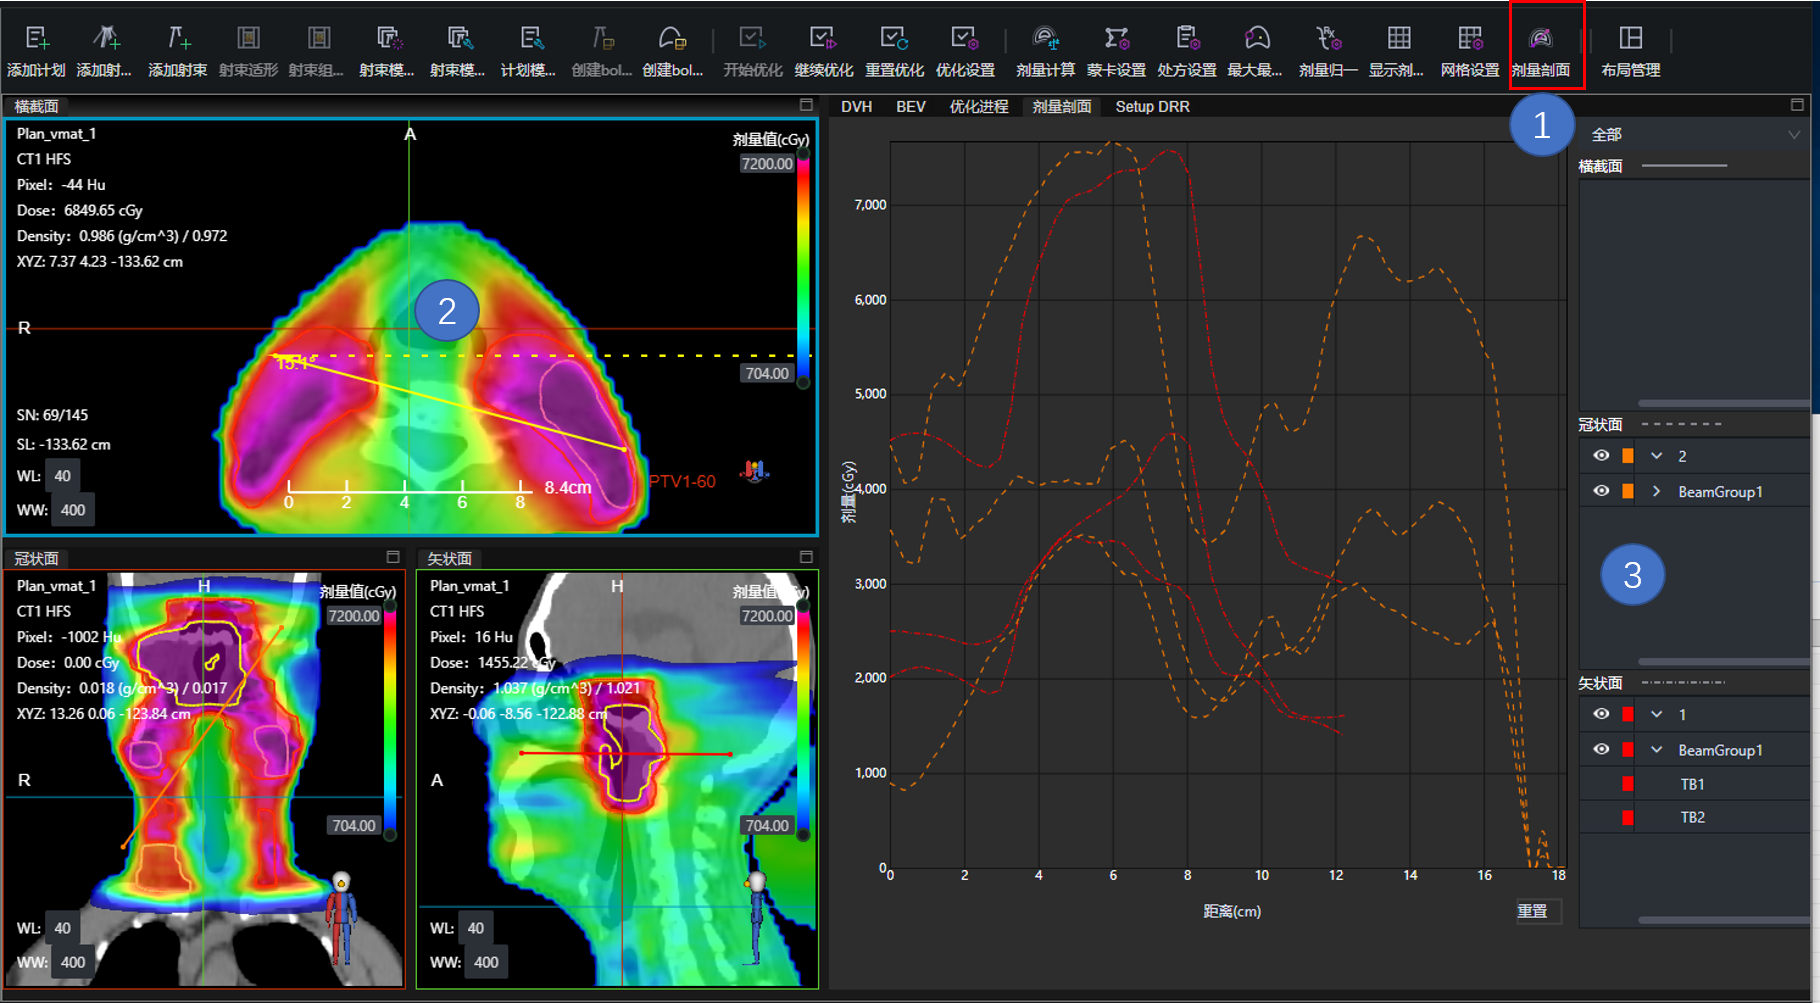 添加计划 添加射... 添加射束 射束适形 射束组... 射束模... 射束模... 计划模... 创建bol... 创建bol... 开始优化 继续优化 重置优化 优化设置 剂量计算 蒙卡设置 处方设置 最大最... 剂量归一 显示剂... 网格设置 剂量剖面 布局管理
横截面
Plan_vmat_1
CT1 HFS
Pixel: -44 Hu
Dose: 6849.65 cGy
Density: 0.986 (g/cm^3) / 0.972
XYZ: 7.37 4.23 -133.62 cm
A
剂量值(cGy)
7200.00
2
R
15.1°
704.00
SN: 69/145
SL: -133.62 cm
WL: 40
WW: 400
0 2 4 6 8 8.4cm
PTV1-60
冠状面
Plan_vmat_1
CT1 HFS
Pixel: -1002 Hu
Dose: 0.00 cGy
Density: 0.018 (g/cm^3) / 0.017
XYZ: 13.26 0.06 -123.84 cm
H
剂量值(cGy)
7200.00
R
704.00
WL: 40
WW: 400
矢状面
Plan_vmat_1
CT1 HFS
Pixel: 16 Hu
Dose: 1455.22 cGy
Density: 1.037 (g/cm^3) / 1.021
XYZ: -0.06 -8.56 -122.88 cm
H
剂量值(cGy)
7200.00
A
704.00
WL: 40
WW: 400
DVH BEV 优化进程 剂量剖面 Setup DRR
1
剂量(cGy)
7,000
6,000
5,000
4,000
3,000
2,000
1,000
0
0 2 4 6 8 10 12 14 16 18
距离(cm)
重置
全部
横截面
冠状面
2
BeamGroup1
3
矢状面
1
BeamGroup1
TB1
TB2